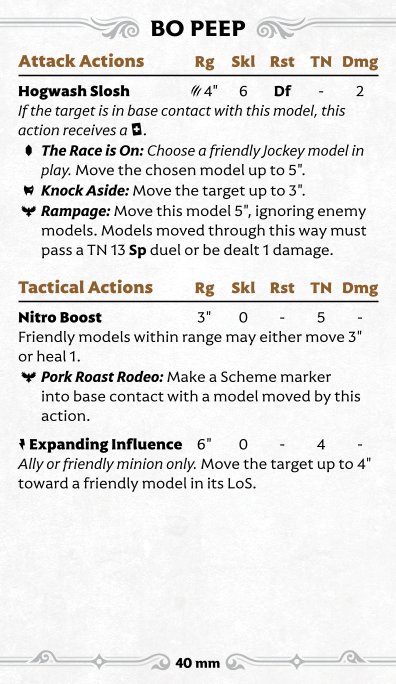 BO PEEP
Attack Actions Rg Skl Rst TN Dmg
Hogwash Slosh 4" 6 Df - 2
If the target is in base contact with this model, this
action receives a .
The Race is On: Choose a friendly Jockey model in
play. Move the chosen model up to 5".
Knock Aside: Move the target up to 3".
Rampage: Move this model 5", ignoring enemy
models. Models moved through this way must
pass a TN 13 Sp duel or be dealt 1 damage.
Tactical Actions Rg Skl Rst TN Dmg
Nitro Boost 3" 0 - 5 -
Friendly models within range may either move 3"
or heal 1.
Pork Roast Rodeo: Make a Scheme marker
into base contact with a model moved by this
action.
Expanding Influence 6" 0 - 4 -
Ally or friendly minion only. Move the target up to 4"
toward a friendly model in its LoS.
40 mm